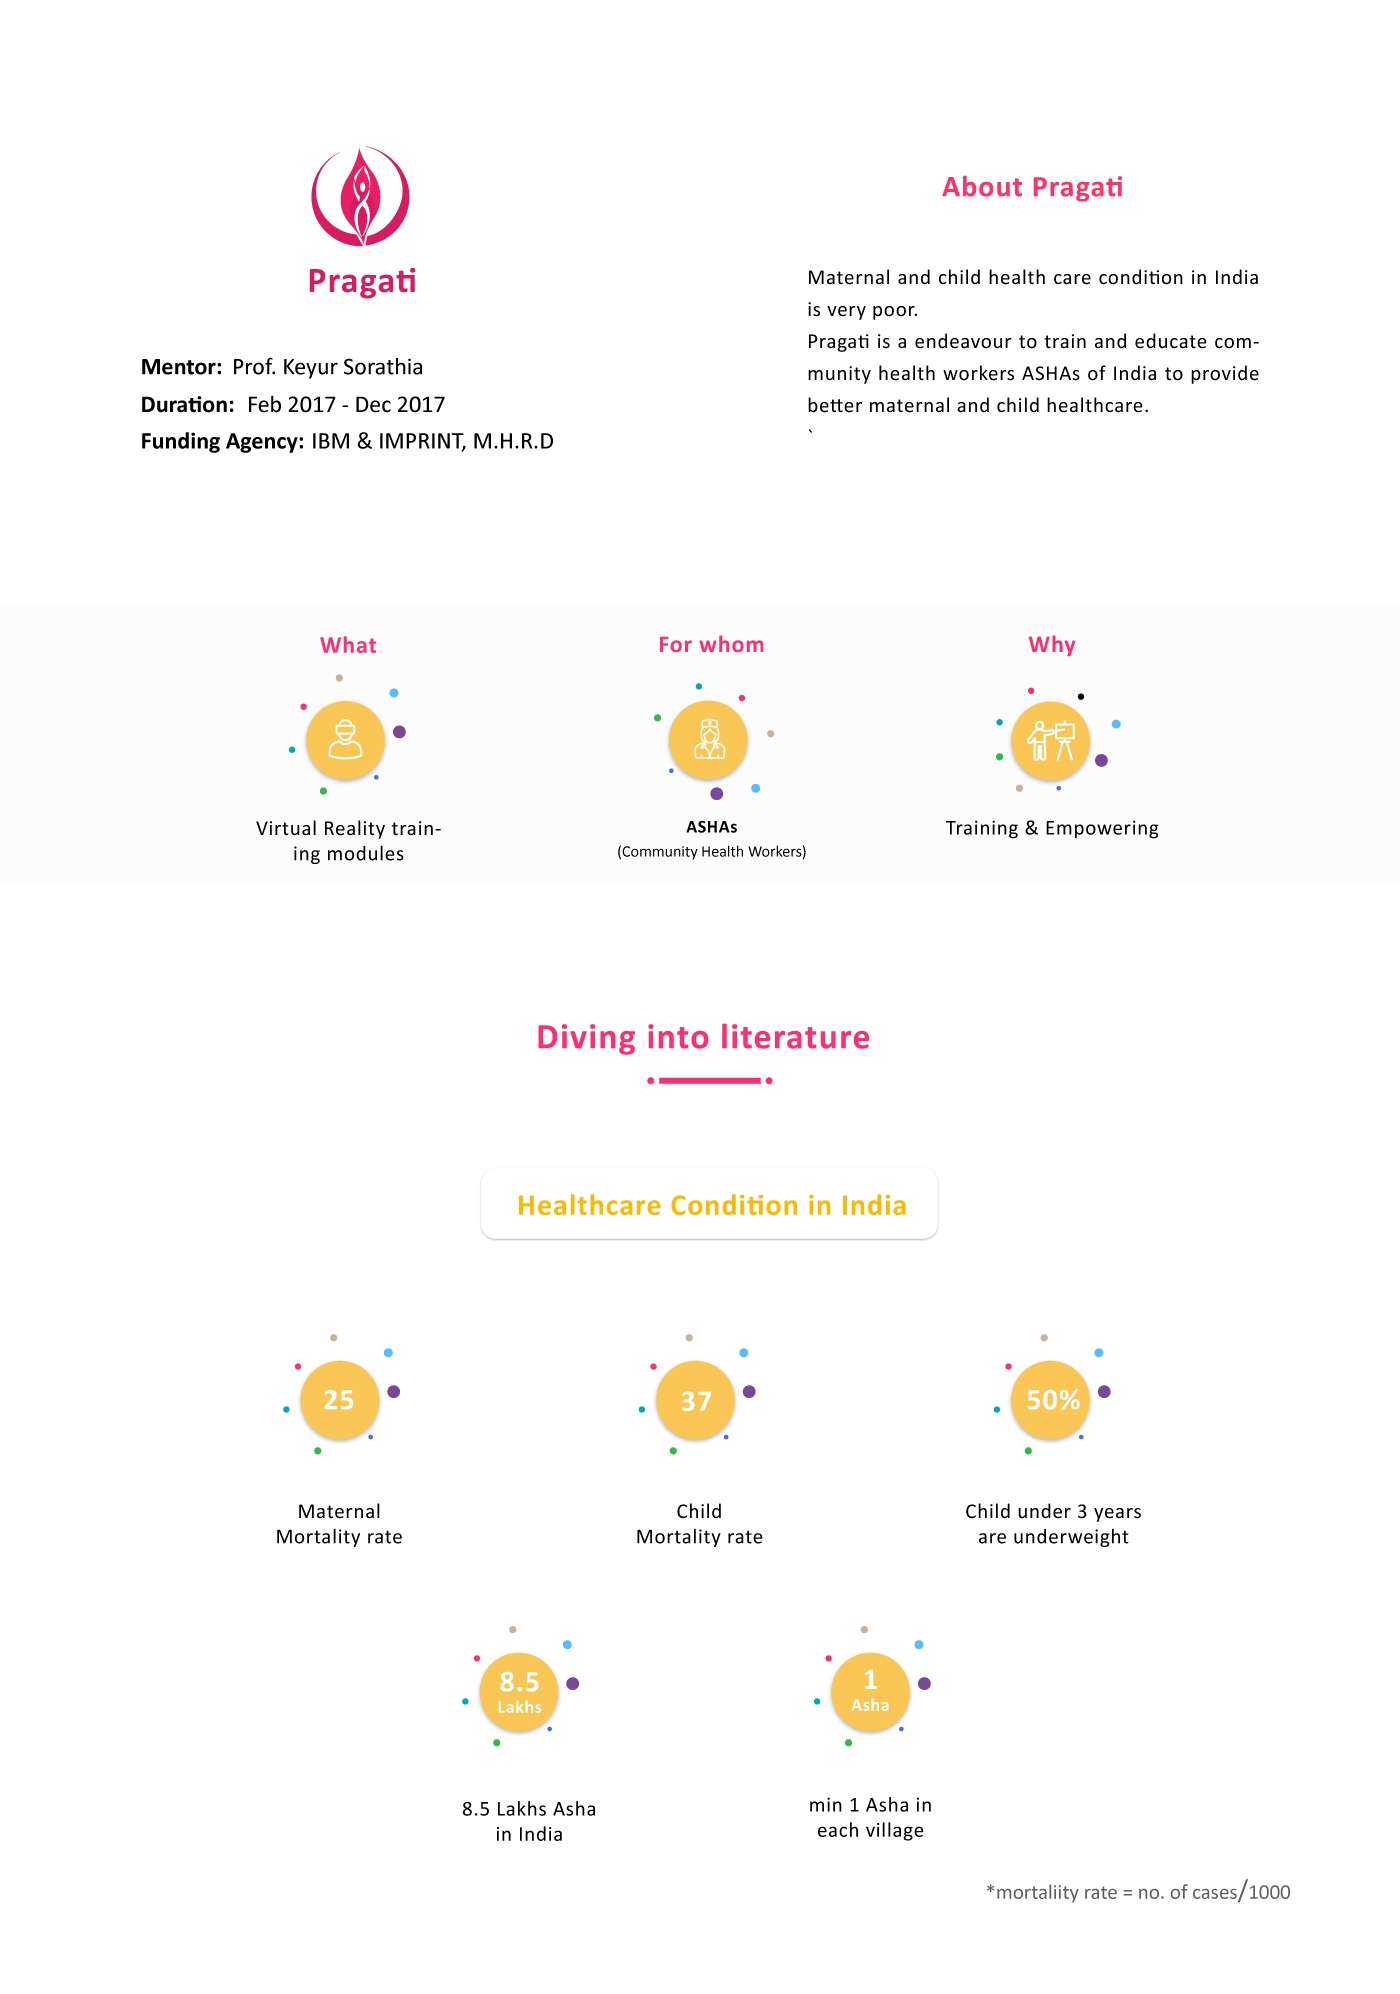 Pragati
Mentor: Prof. Keyur Sorathia
Duration: Feb 2017 - Dec 2017
Funding Agency: IBM & IMPRINT, M.H.R.D
About Pragati
Maternal and child health care condition in India
is very poor.
Pragati is a endeavour to train and educate com-
munity health workers ASHAs of India to provide
better maternal and child healthcare.
`
What
Virtual Reality train-
ing modules
For whom
ASHAs
(Community Health Workers)
Why
Training & Empowering
Diving into literature
Healthcare Condition in India
25
Maternal
Mortality rate
37
Child
Mortality rate
50%
Child under 3 years
are underweight
8.5
Lakhs
8.5 Lakhs Asha
in India
1
Asha
min 1 Asha in
each village
*mortaliity rate = no. of cases/1000